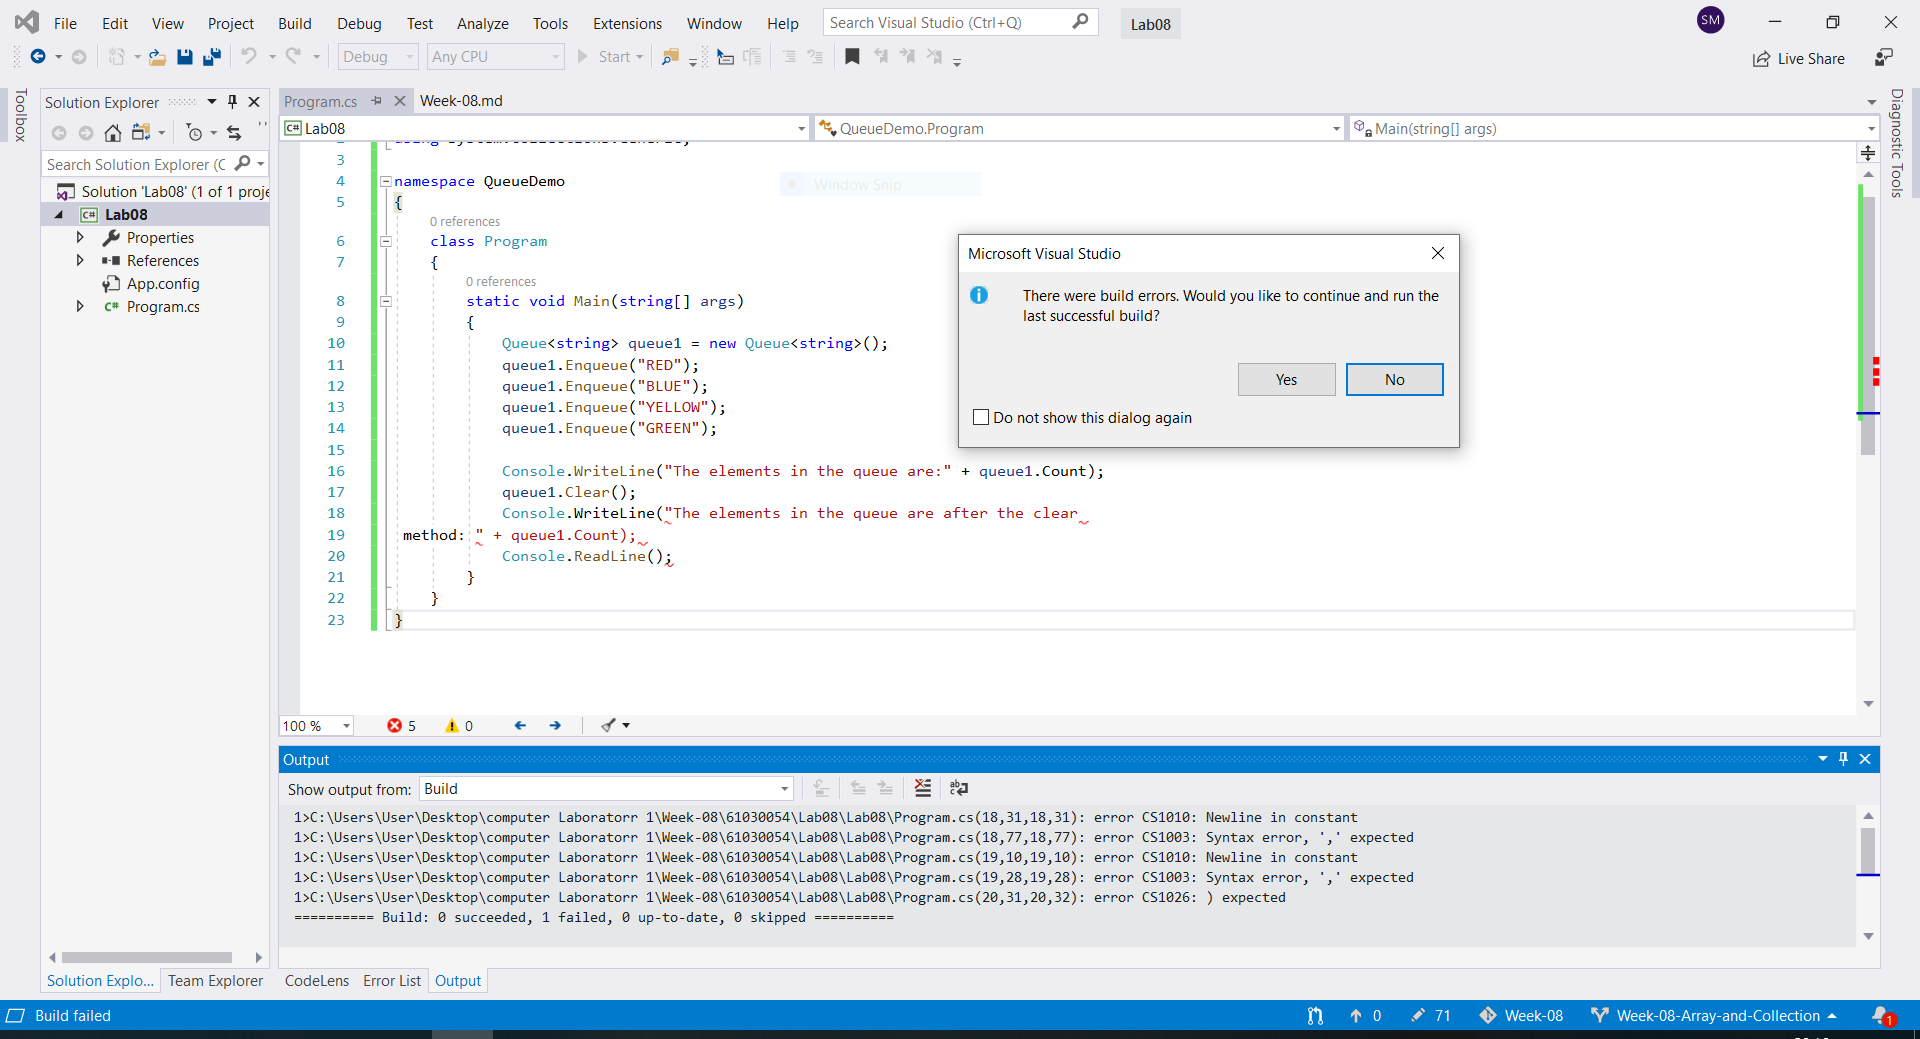 File Edit View Project Build Debug Test Analyze Tools Extensions Window Help Search Visual Studio (Ctrl+Q) Lab08 SM
Debug Any CPU Start Live Share
Toolbox
Solution Explorer
Search Solution Explorer (C
Solution 'Lab08' (1 of 1 proje
C# Lab08
Properties
References
App.config
C# Program.cs
Program.cs Week-08.md
C# Lab08 QueueDemo.Program Main(string[] args)
3
4 namespace QueueDemo
5 {
0 references
6 class Program
7 {
0 references
8 static void Main(string[] args)
9 {
10 Queue<string> queue1 = new Queue<string>();
11 queue1.Enqueue("RED");
12 queue1.Enqueue("BLUE");
13 queue1.Enqueue("YELLOW");
14 queue1.Enqueue("GREEN");
15
16 Console.WriteLine("The elements in the queue are:" + queue1.Count);
17 queue1.Clear();
18 Console.WriteLine("The elements in the queue are after the clear
19 method: " + queue1.Count);
20 Console.ReadLine();
21 }
22 }
23 }
Window Snip
Microsoft Visual Studio
There were build errors. Would you like to continue and run the
last successful build?
Yes No
Do not show this dialog again
Diagnostic Tools
100 % 5 0
Output
Show output from: Build
1>C:\Users\User\Desktop\computer Laboratorr 1\Week-08\61030054\Lab08\Lab08\Program.cs(18,31,18,31): error CS1010: Newline in constant
1>C:\Users\User\Desktop\computer Laboratorr 1\Week-08\61030054\Lab08\Lab08\Program.cs(18,77,18,77): error CS1003: Syntax error, ',' expected
1>C:\Users\User\Desktop\computer Laboratorr 1\Week-08\61030054\Lab08\Lab08\Program.cs(19,10,19,10): error CS1010: Newline in constant
1>C:\Users\User\Desktop\computer Laboratorr 1\Week-08\61030054\Lab08\Lab08\Program.cs(19,28,19,28): error CS1003: Syntax error, ',' expected
1>C:\Users\User\Desktop\computer Laboratorr 1\Week-08\61030054\Lab08\Lab08\Program.cs(20,31,20,32): error CS1026: ) expected
========== Build: 0 succeeded, 1 failed, 0 up-to-date, 0 skipped ==========
Solution Explo... Team Explorer CodeLens Error List Output
Build failed 0 71 Week-08 Week-08-Array-and-Collection 1